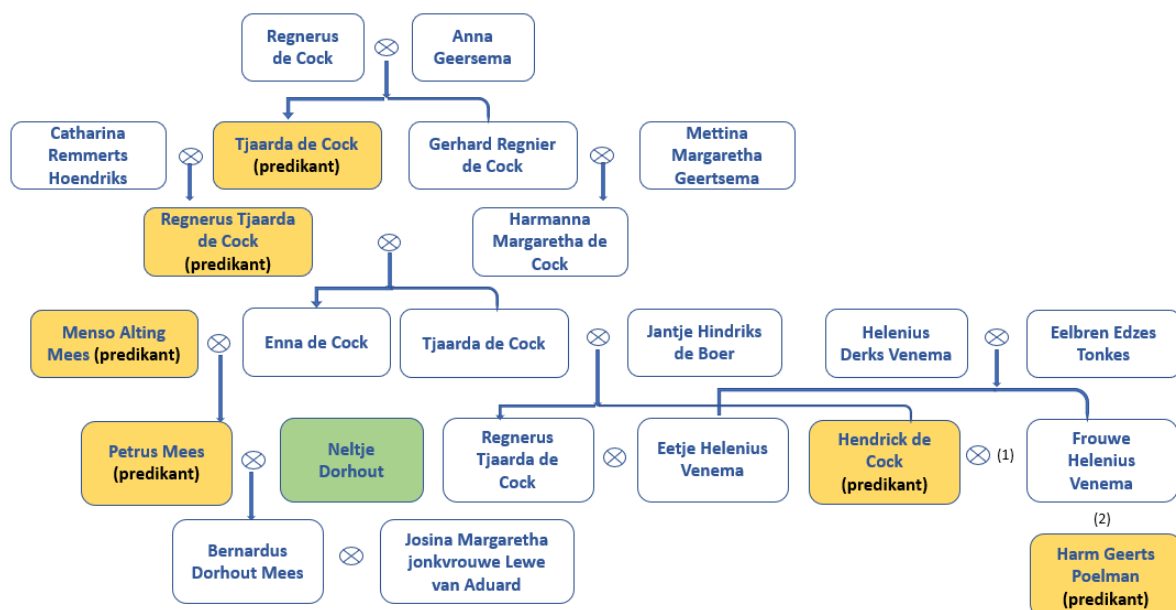 Regnerus
de Cock
Anna
Geersema
Catharina
Remmerts
Hoendriks
Tjaarda de Cock
(predikant)
Gerhard Regnier
de Cock
Mettina
Margaretha
Geertsema
Regnerus Tjaarda
de Cock
(predikant)
Harmanna
Margaretha de
Cock
Menso Alting
Mees (predikant)
Enna de Cock
Tjaarda de Cock
Jantje Hindriks
de Boer
Helenius
Derks Venema
Eelbren Edzes
Tonkes
Petrus Mees
(predikant)
Neltje
Dorhout
Regnerus
Tjaarda de
Cock
Eetje Helenius
Venema
Hendrick de
Cock
(predikant)
(1)
Frouwe
Helenius
Venema
(2)
Bernardus
Dorhout Mees
Josina Margaretha
jonkvrouwe Lewe
van Aduard
Harm Geerts
Poelman
(predikant)